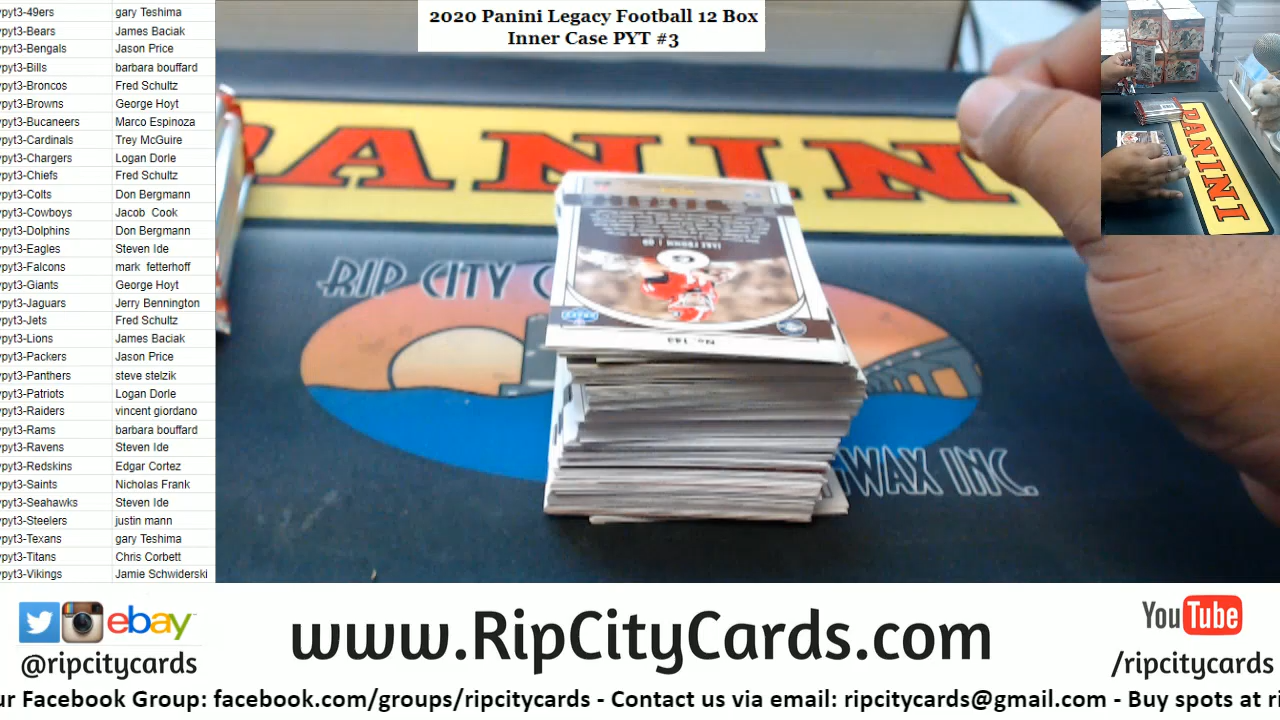 2020 Panini Legacy Football 12 Box
Inner Case PYT #3
pyt3-49ers gary Teshima
pyt3-Bears James Baciak
pyt3-Bengals Jason Price
pyt3-Bills barbara bouffard
pyt3-Broncos Fred Schultz
pyt3-Browns George Hoyt
pyt3-Bucaneers Marco Espinoza
pyt3-Cardinals Trey McGuire
pyt3-Chargers Logan Dorle
pyt3-Chiefs Fred Schultz
pyt3-Colts Don Bergmann
pyt3-Cowboys Jacob Cook
pyt3-Dolphins Don Bergmann
pyt3-Eagles Steven Ide
pyt3-Falcons mark fetterhoff
pyt3-Giants George Hoyt
pyt3-Jaguars Jerry Bennington
pyt3-Jets Fred Schultz
pyt3-Lions James Baciak
pyt3-Packers Jason Price
pyt3-Panthers steve stelzik
pyt3-Patriots Logan Dorle
pyt3-Raiders vincent giordano
pyt3-Rams barbara bouffard
pyt3-Ravens Steven Ide
pyt3-Redskins Edgar Cortez
pyt3-Saints Nicholas Frank
pyt3-Seahawks Steven Ide
pyt3-Steelers justin mann
pyt3-Texans gary Teshima
pyt3-Titans Chris Corbett
pyt3-Vikings Jamie Schwiderski
PANINI
PANINI
RIP CITY C
JAKE FROMM | QB
WAX INC.
ebay
@ripcitycards
www.RipCityCards.com
YouTube
/ripcitycards
ur Facebook Group: facebook.com/groups/ripcitycards - Contact us via email: ripcitycards@gmail.com - Buy spots at ri